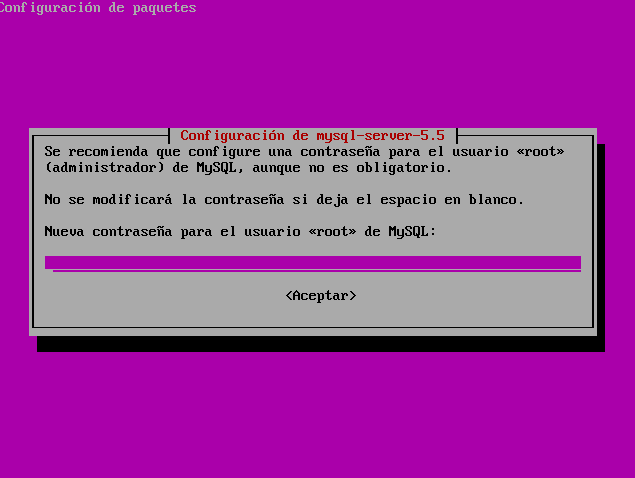 Configuración de paquetes
Configuración de mysql-server-5.5
Se recomienda que configure una contraseña para el usuario «root»
(administrador) de MySQL, aunque no es obligatorio.
No se modificará la contraseña si deja el espacio en blanco.
Nueva contraseña para el usuario «root» de MySQL:
<Aceptar>